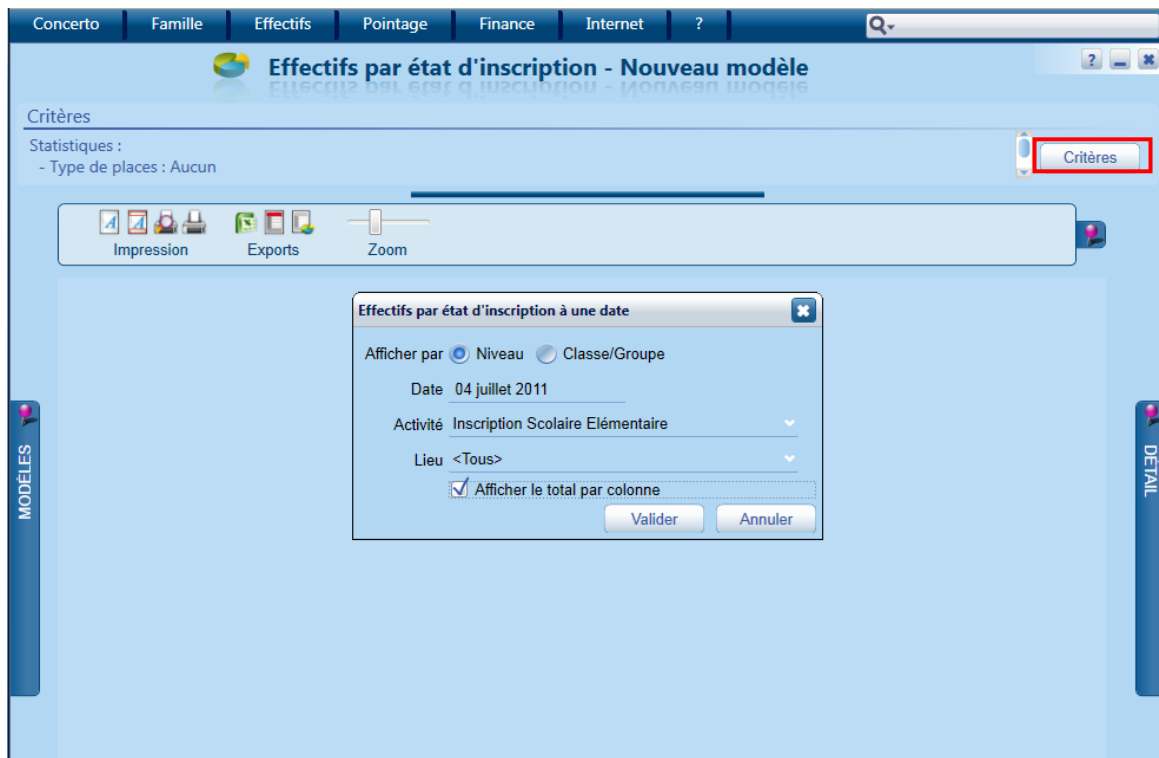 Concerto Famille Effectifs Pointage Finance Internet ?
Effectifs par état d'inscription - Nouveau modèle
?
Critères
Statistiques :
- Type de places : Aucun
Critères
Impression Exports Zoom
Effectifs par état d'inscription à une date
Afficher par Niveau Classe/Groupe
Date 04 juillet 2011
Activité Inscription Scolaire Elémentaire
Lieu <Tous>
Afficher le total par colonne
Valider Annuler
MODÈLES
DÉTAIL